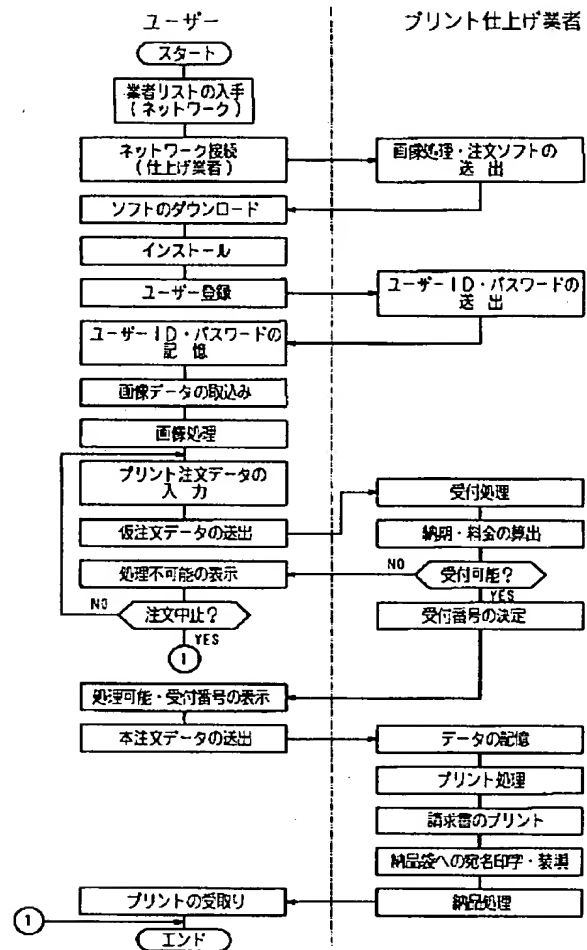 ユーザー
プリント仕上げ業者
スタート
業者リストの入手
(ネットワーク)
ネットワーク接続
(仕上げ業者)
画像処理・注文ソフトの
送 出
ソフトのダウンロード
インストール
ユーザー登録
ユーザーID・パスワードの
送 出
ユーザーID・パスワードの
記 憶
画像データの取込み
画像処理
プリント注文データの
入 力
受付処理
仮注文データの送出
納期・料金の算出
処理不可能の表示
NO
受付可能?
YES
NO
注文中止?
受付番号の決定
YES
1
処理可能・受付番号の表示
本注文データの送出
データの記憶
プリント処理
請求書のプリント
納品袋への宛名印字・装填
プリントの受取り
納品処理
1
エンド